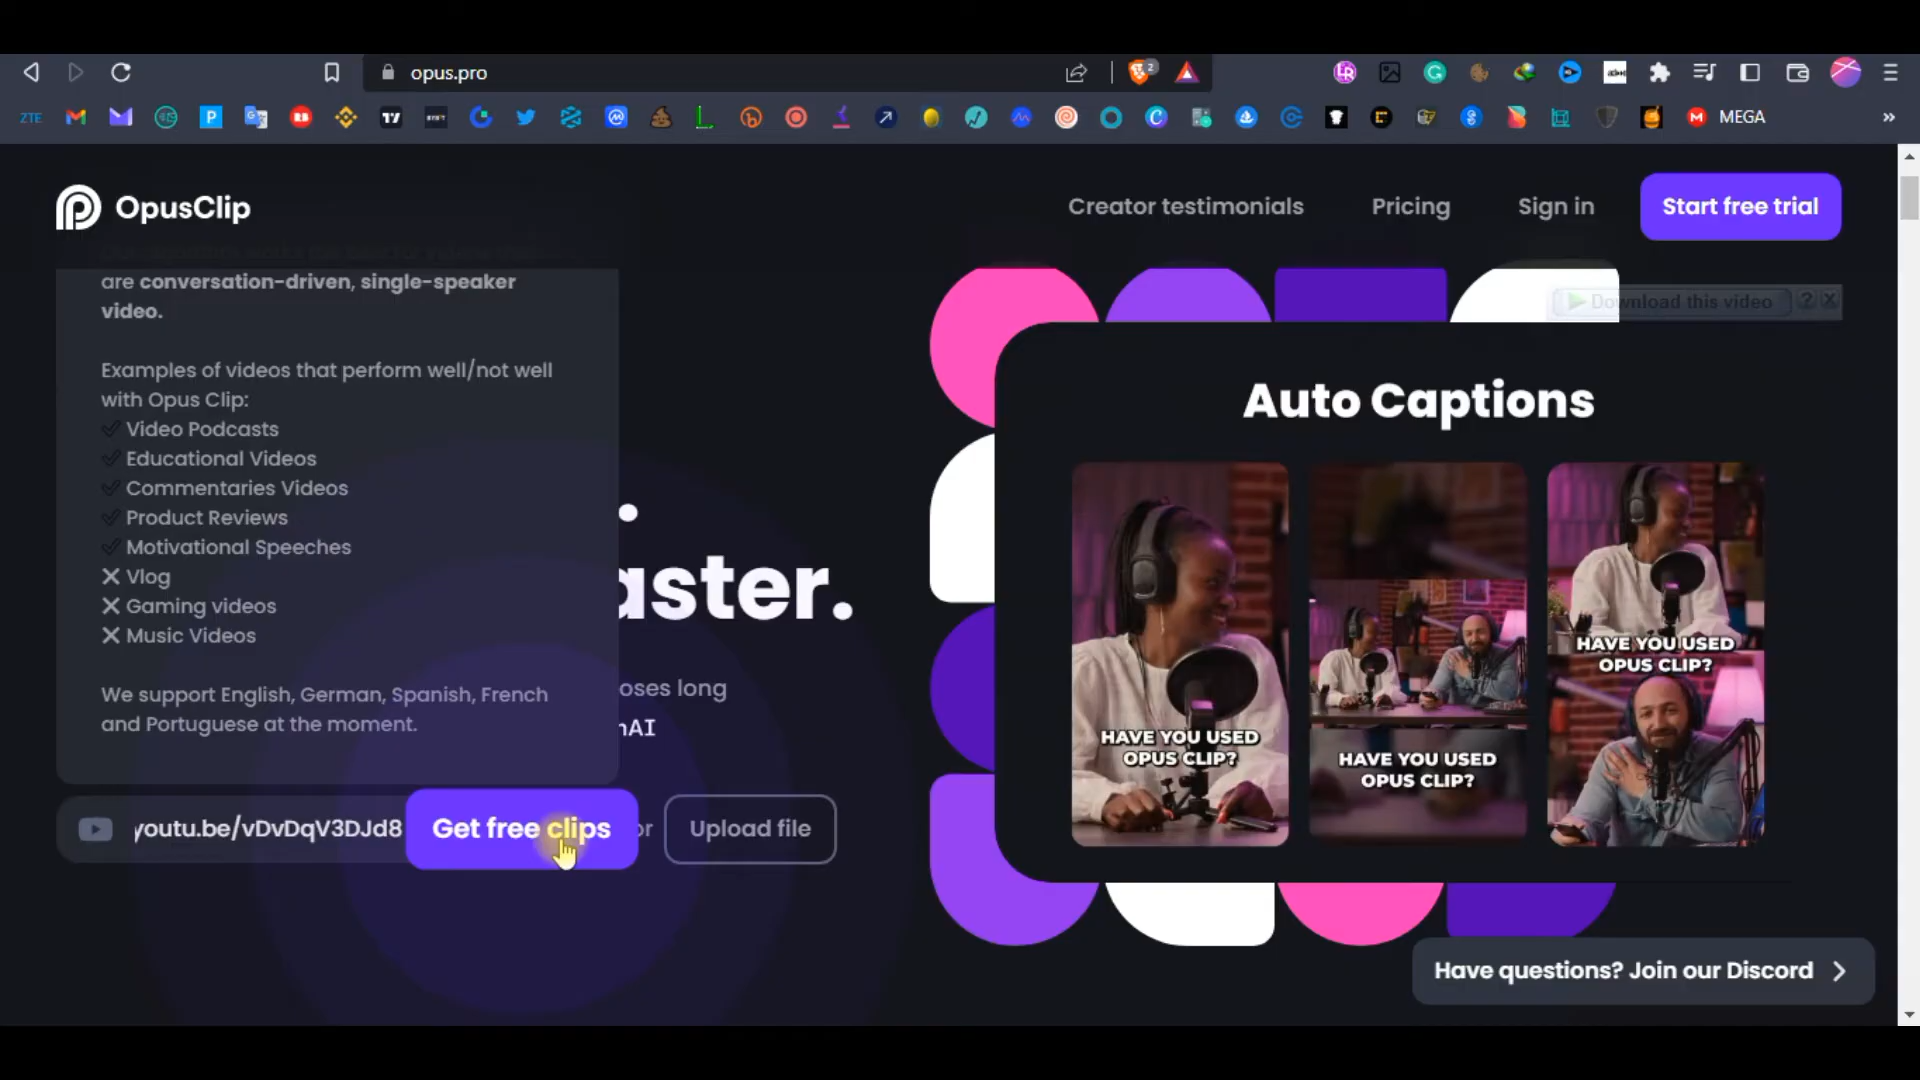 opus.pro
2
ZTE
MEGA
»
OpusClip
Creator testimonials
Pricing
Sign in
Start free trial
are conversation-driven, single-speaker
video.
Examples of videos that perform well/not well
with Opus Clip:
✓ Video Podcasts
✓ Educational Videos
✓ Commentaries Videos
✓ Product Reviews
✓ Motivational Speeches
✕ Vlog
✕ Gaming videos
✕ Music Videos
We support English, German, Spanish, French
and Portuguese at the moment.
aster.
oses long
nAI
youtu.be/vDvDqV3DJd8
Get free clips
or
Upload file
Download this video
?
X
Auto Captions
HAVE YOU USED
OPUS CLIP?
HAVE YOU USED
OPUS CLIP?
HAVE YOU USED
OPUS CLIP?
Have questions? Join our Discord